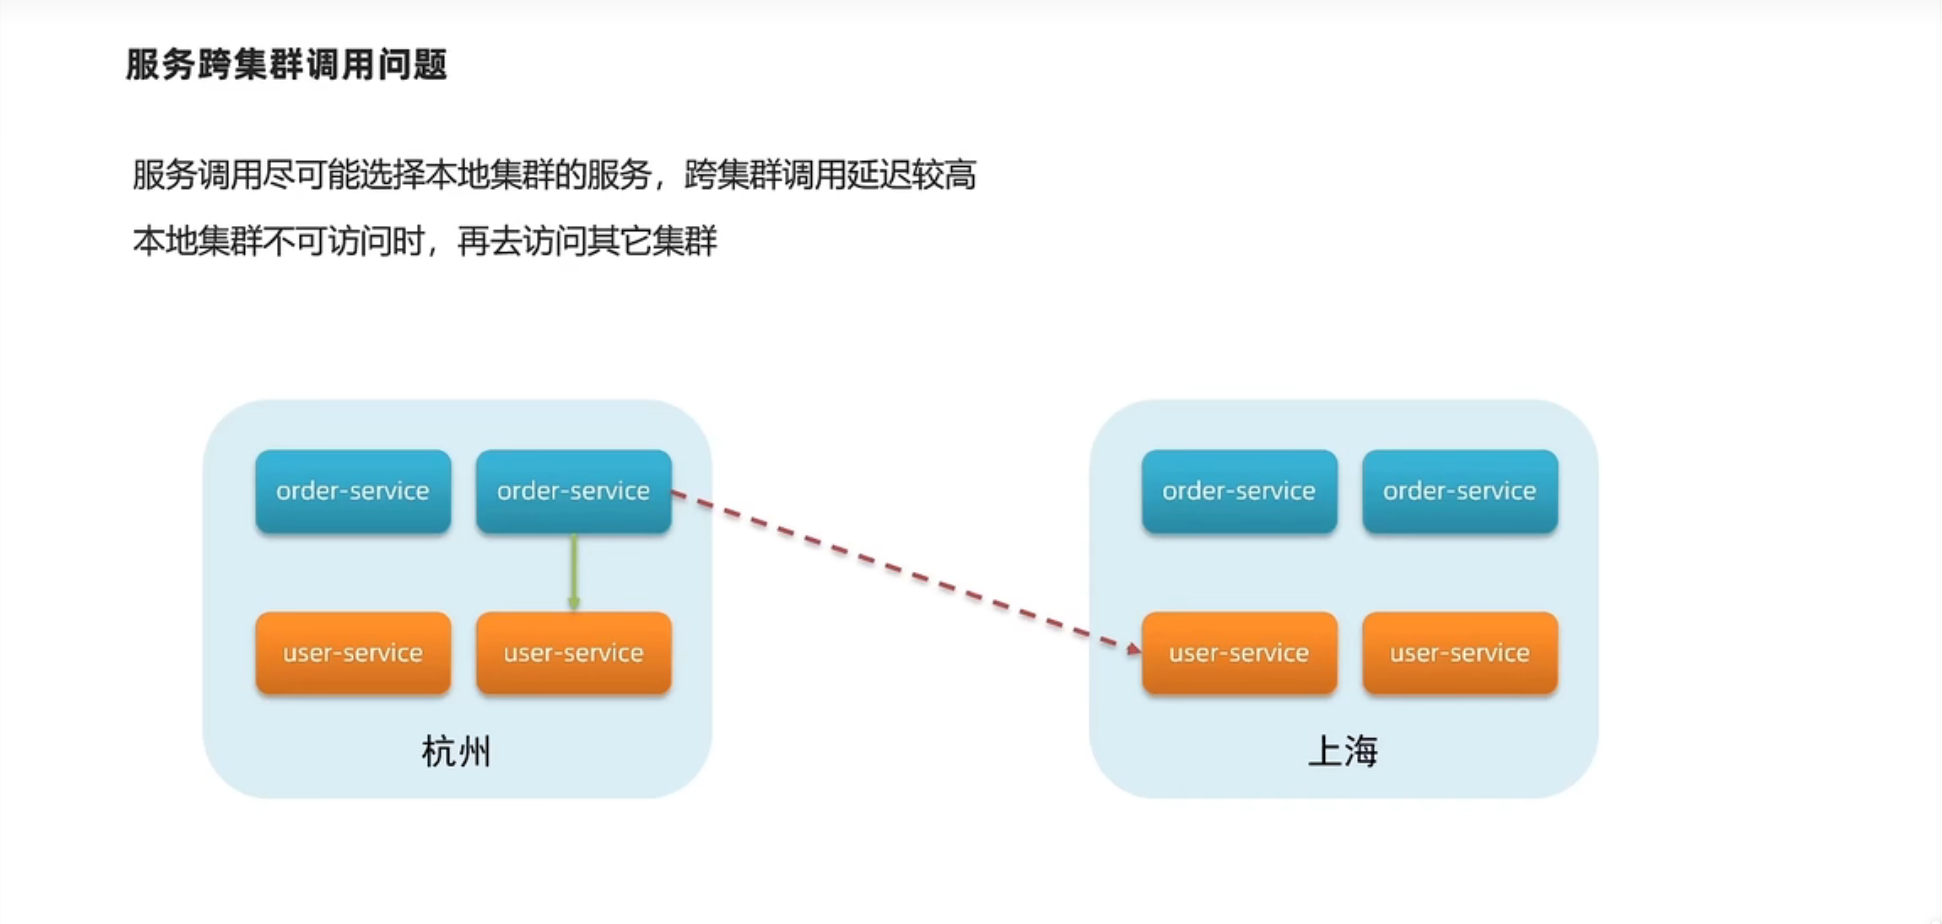 服务跨集群调用问题
服务调用尽可能选择本地集群的服务，跨集群调用延迟较高
本地集群不可访问时，再去访问其它集群
order-service
order-service
user-service
user-service
杭州
order-service
order-service
user-service
user-service
上海